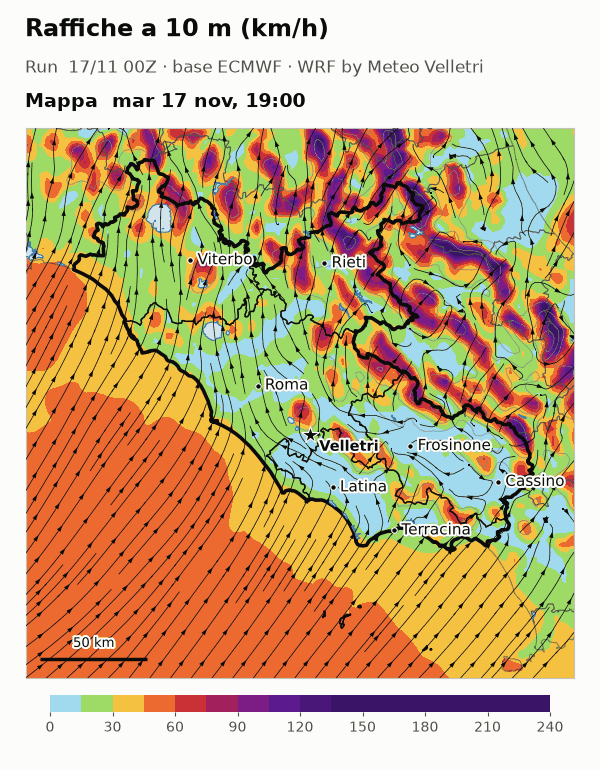 Raffiche a 10 m (km/h)
Run  17/11 00Z · base ECMWF · WRF by Meteo Velletri
Mappa  mar 17 nov, 19:00
Viterbo
Rieti
Roma
Velletri
Frosinone
Latina
Cassino
Terracina
50 km
0 30 60 90 120 150 180 210 240